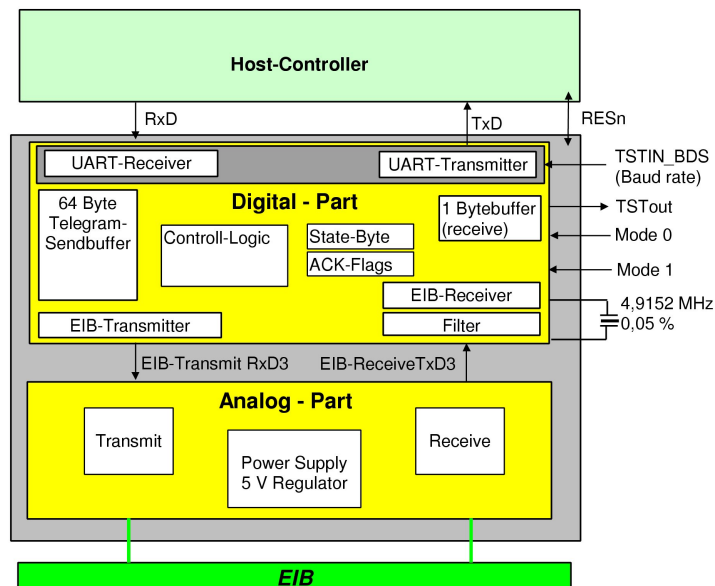 Host-Controller
RxD
TxD
RESn
UART-Receiver
UART-Transmitter
TSTIN_BDS
(Baud rate)
64 Byte
Telegram-
Sendbuffer
Digital - Part
1 Bytebuffer
(receive)
TSTout
Controll-Logic
State-Byte
Mode 0
ACK-Flags
Mode 1
EIB-Receiver
4,9152 MHz
0,05 %
EIB-Transmitter
Filter
EIB-Transmit RxD3
EIB-ReceiveTxD3
Analog - Part
Transmit
Receive
Power Supply
5 V Regulator
EIB